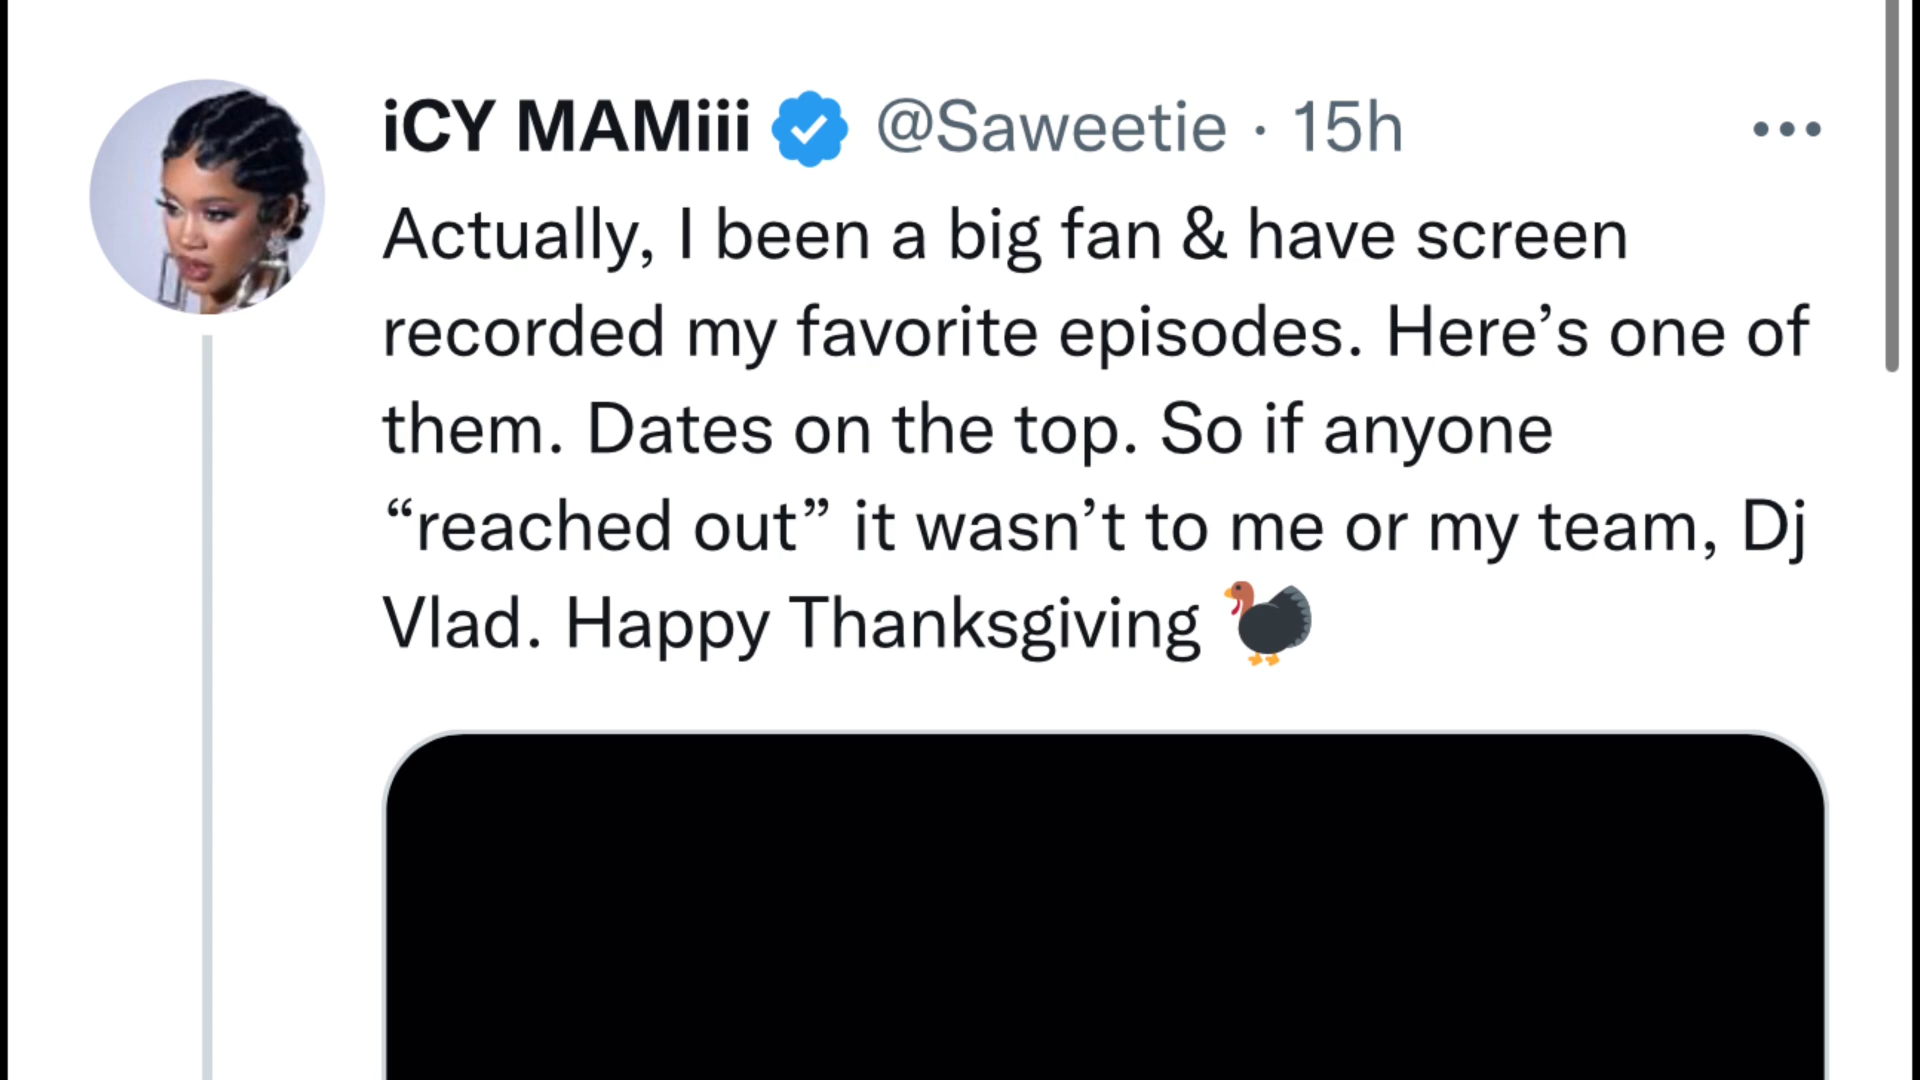 iCY MAMiii @Saweetie · 15h
Actually, I been a big fan & have screen
recorded my favorite episodes. Here’s one of
them. Dates on the top. So if anyone
“reached out” it wasn’t to me or my team, Dj
Vlad. Happy Thanksgiving 🦃